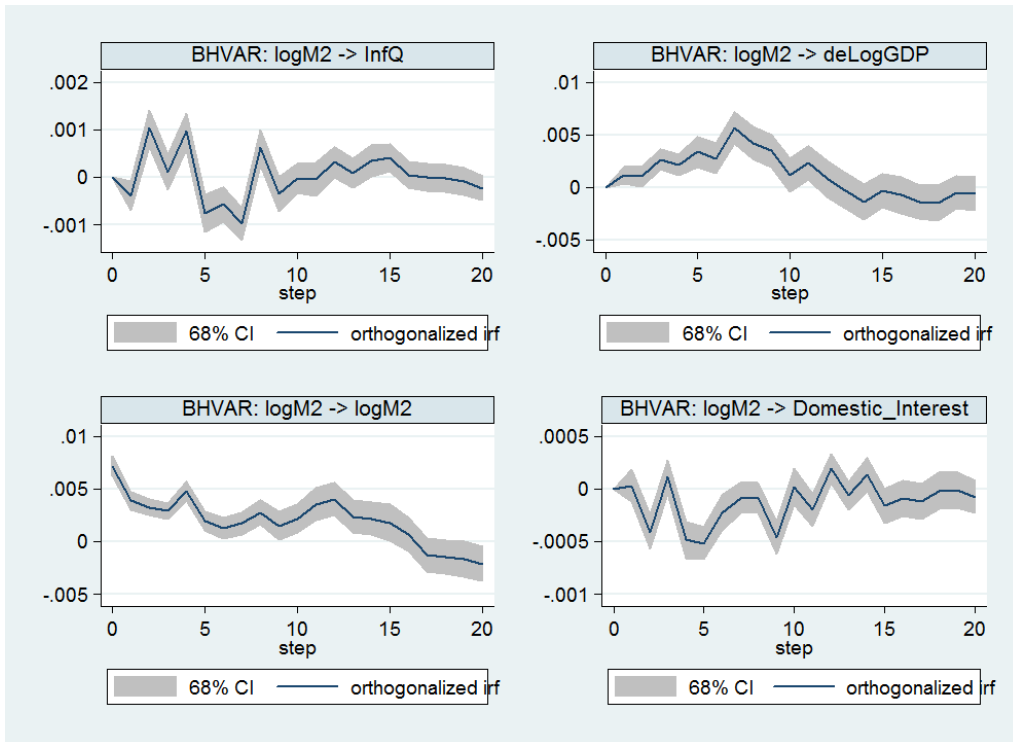 BHVAR: logM2 -> InfQ
.002
.001
0
-.001
0 5 10 15 20
step
68% CI orthogonalized irf
BHVAR: logM2 -> deLogGDP
.01
.005
0
-.005
0 5 10 15 20
step
68% CI orthogonalized irf
BHVAR: logM2 -> logM2
.01
.005
0
-.005
0 5 10 15 20
step
68% CI orthogonalized irf
BHVAR: logM2 -> Domestic_Interest
.0005
0
-.0005
-.001
0 5 10 15 20
step
68% CI orthogonalized irf